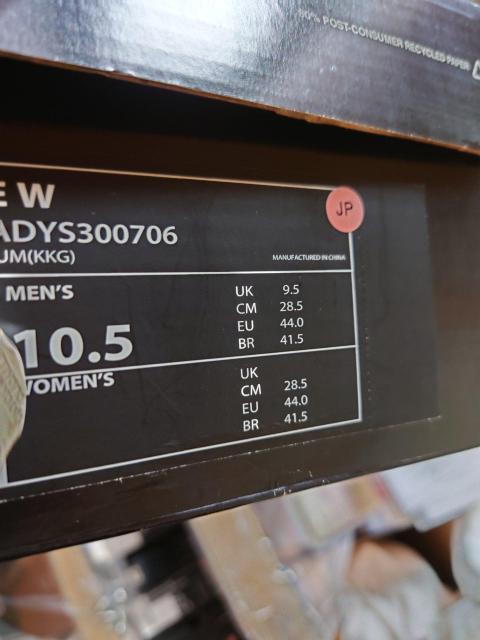 80% POST-CONSUMER RECYCLED PAPER
E W
JP
ADYS300706
UM(KKG)
MANUFACTURED IN CHINA
MEN'S
10.5
UK 9.5
CM 28.5
EU 44.0
BR 41.5
WOMEN'S
UK
CM 28.5
EU 44.0
BR 41.5